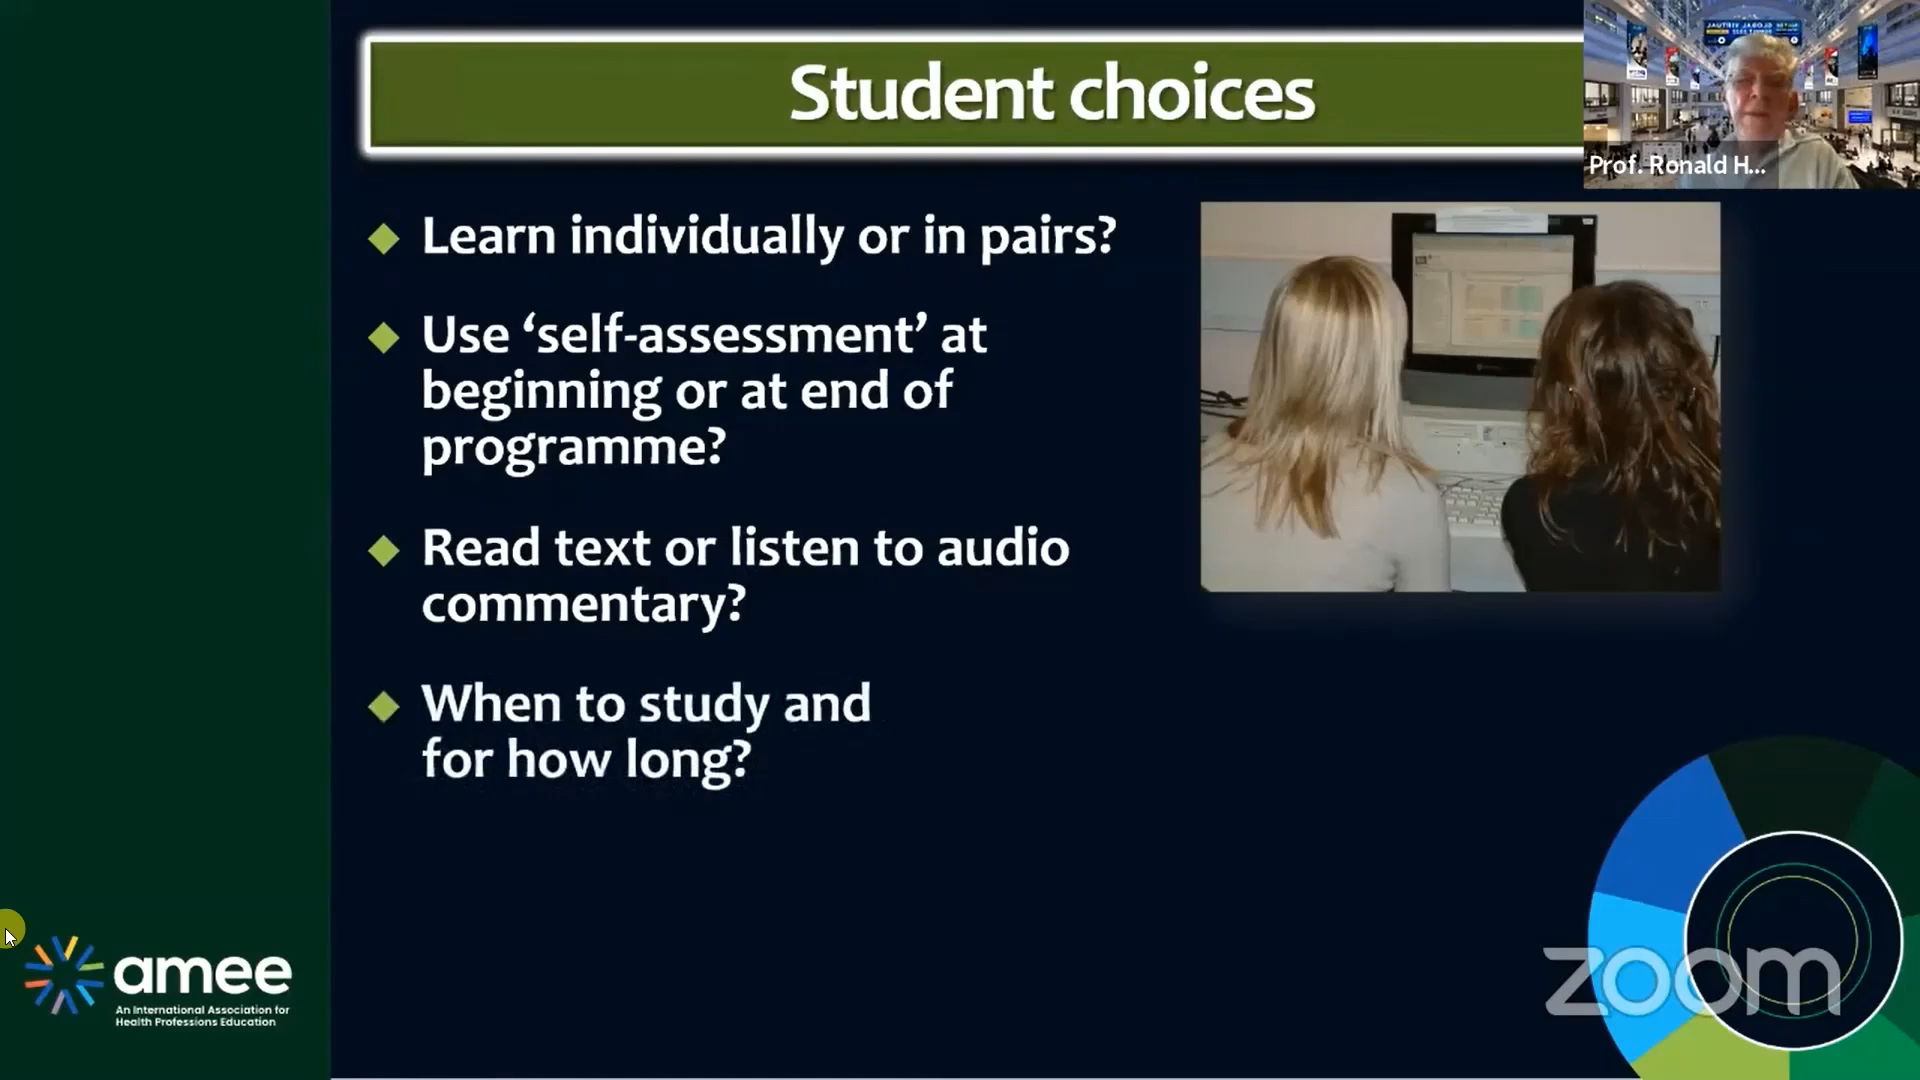 Student choices
Prof. Ronald H...
Learn individually or in pairs?
Use ‘self-assessment’ at
beginning or at end of
programme?
Read text or listen to audio
commentary?
When to study and
for how long?
amee
An International Association for
Health Professions Education
zoom